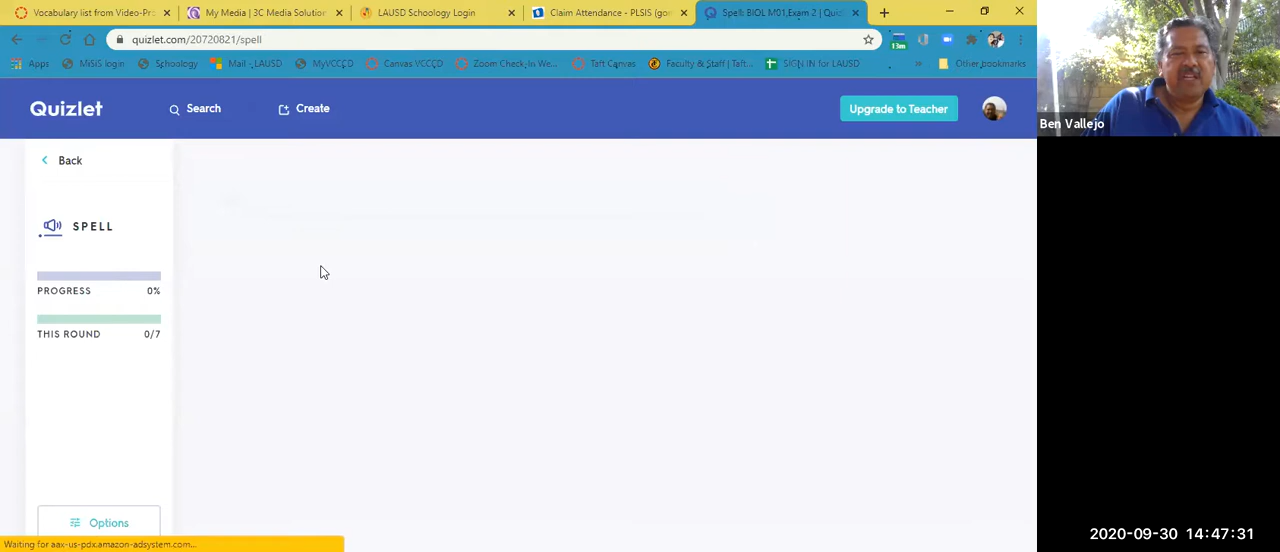 Vocabulary list from Video-Pro
My Media | 3C Media Solution
LAUSD Schoology Login
Claim Attendance - PLSIS (go
Spell: BIOL M01,Exam 2 | Quiz
quizlet.com/20720821/spell
13m
Apps
MiSiS login
Schoology
Mail - LAUSD
MyVCCCD
Canvas VCCCD
Zoom Check-In We...
Taft Canvas
Faculty & Staff | Taft...
SIGN IN for LAUSD
»
Other bookmarks
Quizlet
Search
Create
Upgrade to Teacher
Ben Vallejo
Back
SPELL
PROGRESS 0%
THIS ROUND 0/7
Options
Waiting for aax-us-pdx.amazon-adsystem.com...
2020-09-30 14:47:31